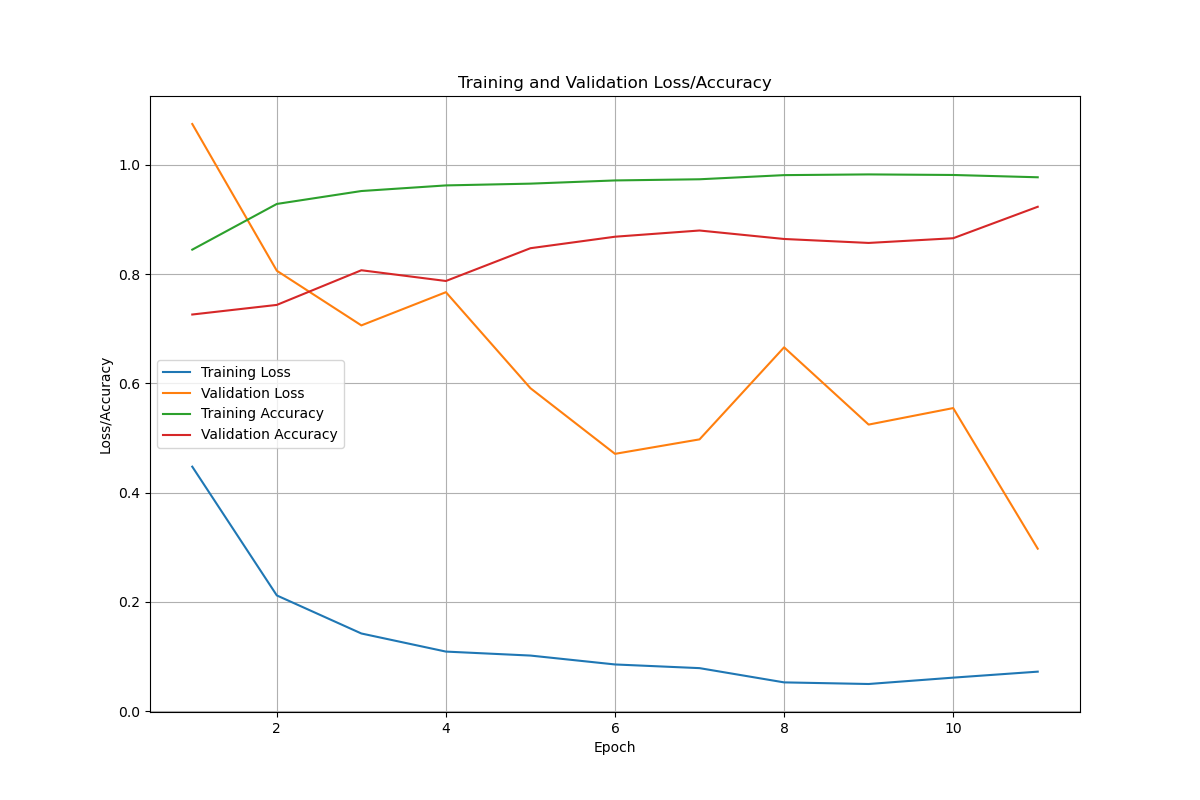 Training and Validation Loss/Accuracy
Loss/Accuracy
1.0
0.8
0.6
0.4
0.2
0.0
Training Loss
Validation Loss
Training Accuracy
Validation Accuracy
2 4 6 8 10
Epoch